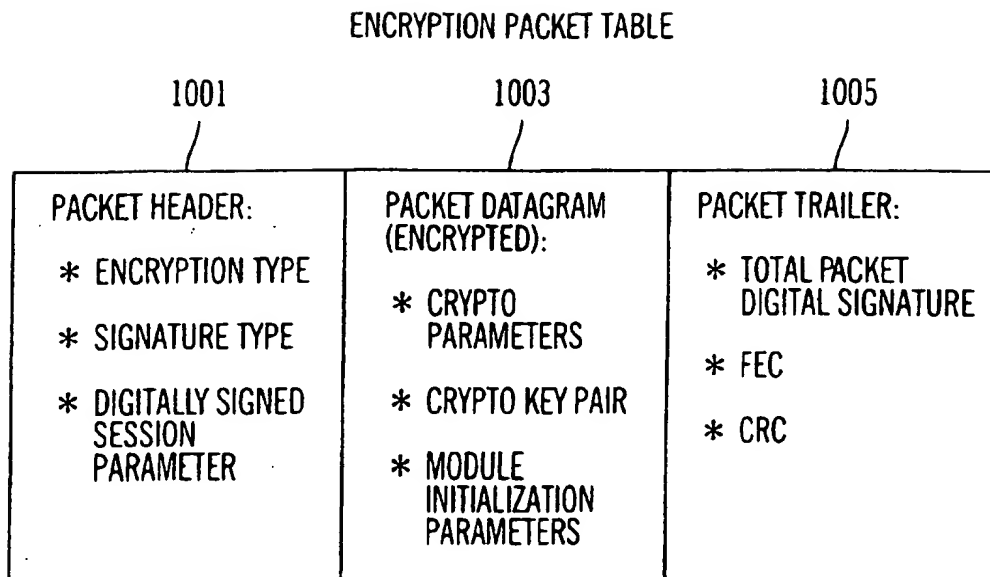 ENCRYPTION PACKET TABLE
1001
1003
1005
PACKET HEADER:
* ENCRYPTION TYPE
* SIGNATURE TYPE
* DIGITALLY SIGNED
SESSION
PARAMETER
PACKET DATAGRAM
(ENCRYPTED):
* CRYPTO
PARAMETERS
* CRYPTO KEY PAIR
* MODULE
INITIALIZATION
PARAMETERS
PACKET TRAILER:
* TOTAL PACKET
DIGITAL SIGNATURE
* FEC
* CRC